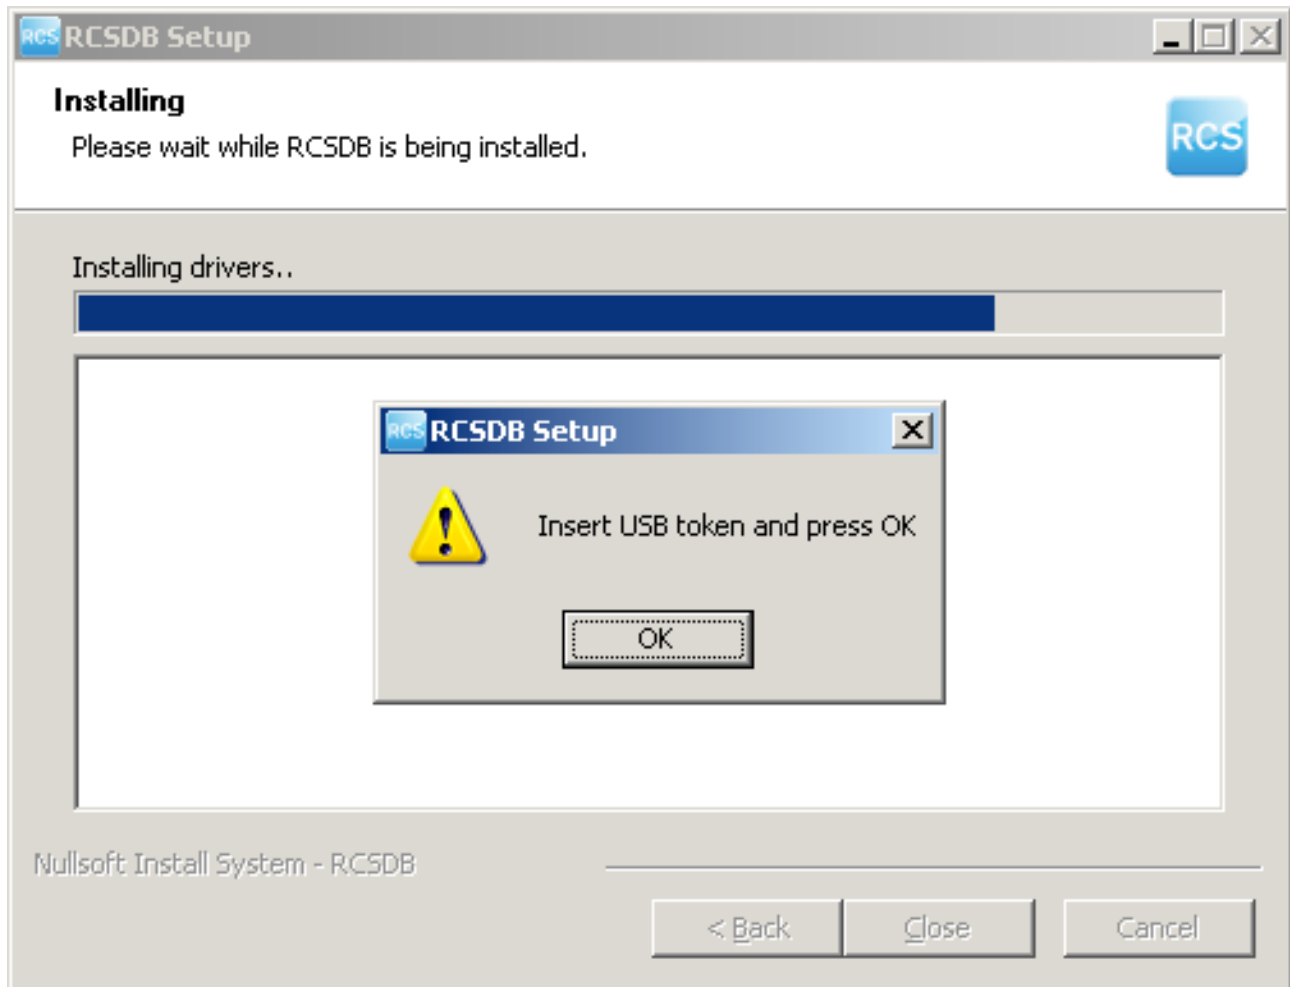 RCS RCSDB Setup
Installing
Please wait while RCSDB is being installed.
RCS
Installing drivers..
RCS RCSDB Setup
Insert USB token and press OK
OK
Nullsoft Install System - RCSDB
< Back
Close
Cancel